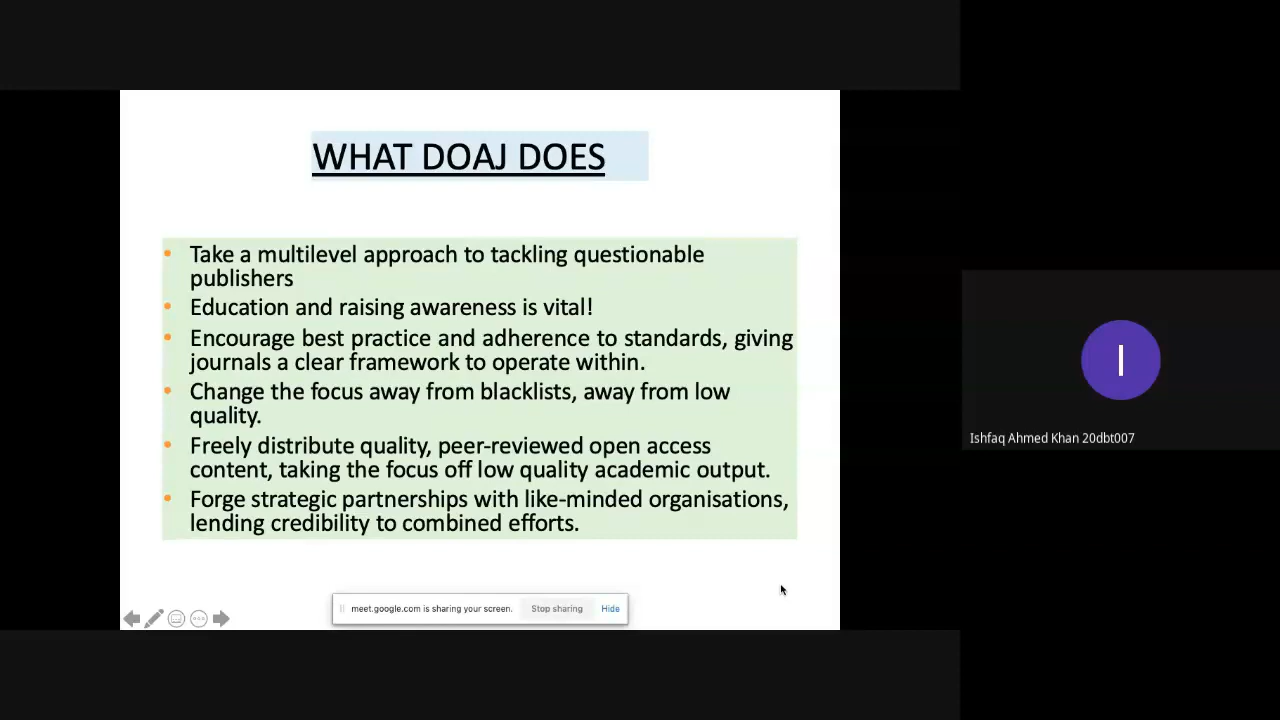 WHAT DOAJ DOES
• Take a multilevel approach to tackling questionable
publishers
• Education and raising awareness is vital!
• Encourage best practice and adherence to standards, giving
journals a clear framework to operate within.
• Change the focus away from blacklists, away from low
quality.
• Freely distribute quality, peer-reviewed open access
content, taking the focus off low quality academic output.
• Forge strategic partnerships with like-minded organisations,
lending credibility to combined efforts.
meet.google.com is sharing your screen. Stop sharing Hide
I
Ishfaq Ahmed Khan 20dbt007